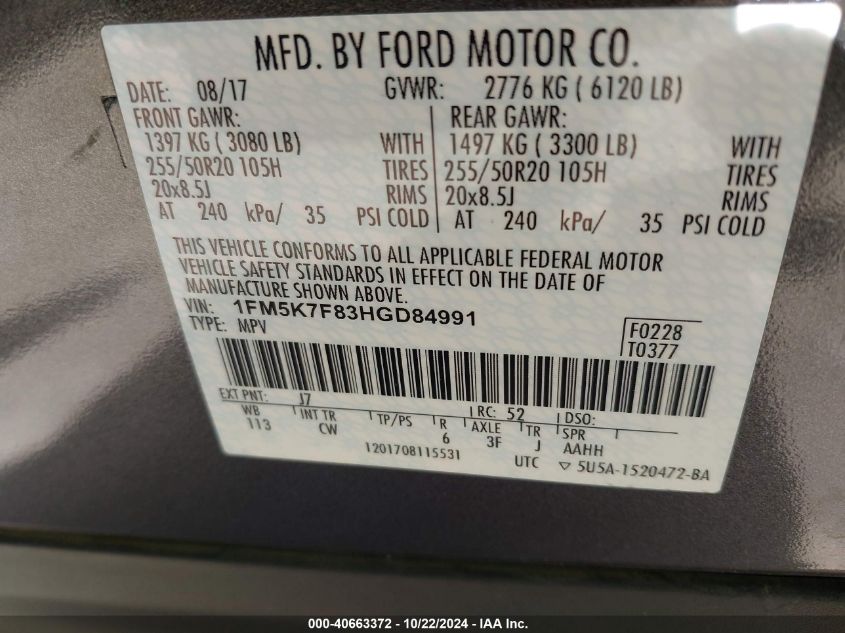 MFD. BY FORD MOTOR CO.
DATE: 08/17 GVWR: 2776 KG ( 6120 LB)
FRONT GAWR: REAR GAWR:
1397 KG ( 3080 LB) WITH 1497 KG ( 3300 LB) WITH
255/50R20 105H TIRES 255/50R20 105H TIRES
20x8.5J RIMS 20x8.5J RIMS
AT 240 kPa/ 35 PSI COLD AT 240 kPa/ 35 PSI COLD
THIS VEHICLE CONFORMS TO ALL APPLICABLE FEDERAL MOTOR
VEHICLE SAFETY STANDARDS IN EFFECT ON THE DATE OF
MANUFACTURE SHOWN ABOVE.
VIN: 1FM5K7F83HGD84991
TYPE: MPV
F0228
T0377
EXT PNT: J7 RC: 52 DSO:
WB INT TR TP/PS R AXLE TR SPR
113 CW 6 3F J AAHH
1201708115531 UTC ▽ 5U5A-1520472-BA
000-40663372 - 10/22/2024 - IAA Inc.